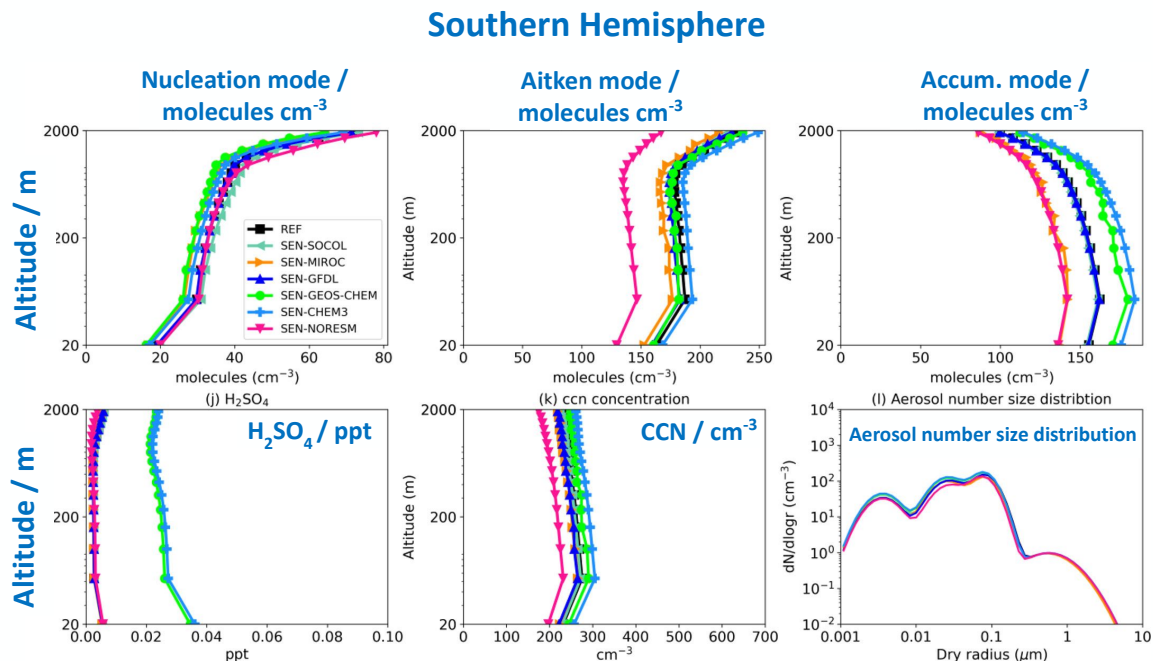 Southern Hemisphere
Nucleation mode /
molecules cm-3
Aitken mode /
molecules cm-3
Accum. mode /
molecules cm-3
Altitude / m
2000
200
20
REF
SEN-SOCOL
SEN-MIROC
SEN-GFDL
SEN-GEOS-CHEM
SEN-CHEM3
SEN-NORESM
0 20 40 60 80
molecules (cm⁻³)
Altitude (m)
2000
200
20
0 50 100 150 200 250
molecules (cm⁻³)
Altitude (m)
2000
200
20
0 50 100 150
molecules (cm⁻³)
(j) H₂SO₄
(k) ccn concentration
(l) Aerosol number size distribtion
Altitude / m
2000
200
20
H₂SO₄ / ppt
0.00 0.02 0.04 0.06 0.08 0.10
ppt
Altitude (m)
2000
200
20
CCN / cm-3
0 100 200 300 400 500 600 700
cm⁻³
dN/dlogr (cm⁻³)
10⁴
10³
10²
10¹
10⁰
10⁻¹
10⁻²
Aerosol number size distribution
0.001 0.01 0.1 1 10
Dry radius (μm)